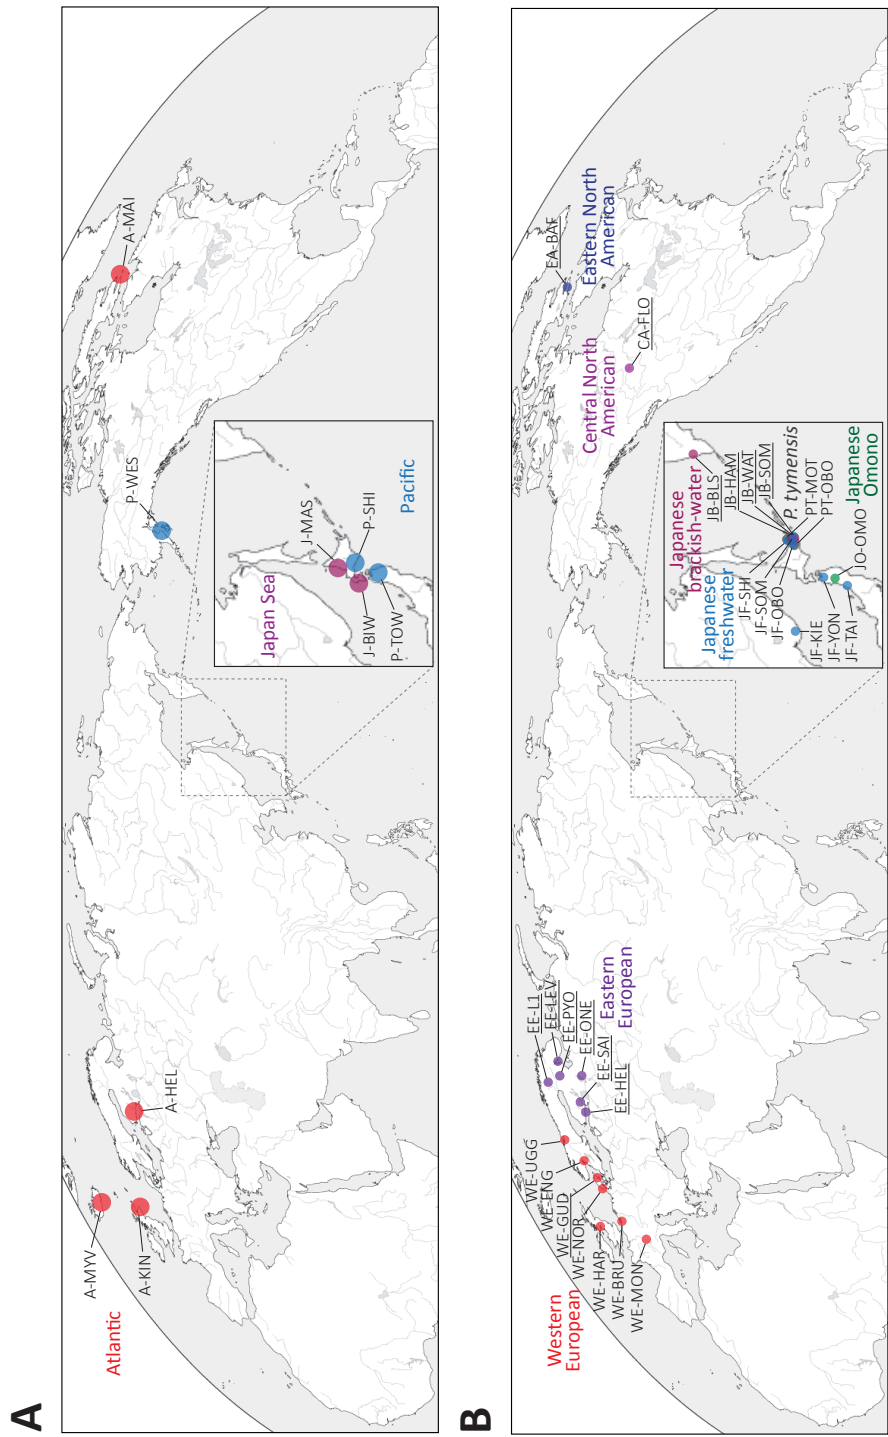 A
Atlantic
A-MYV
A-KIN
A-HEL
P-WES
A-MAI
Japan Sea
J-MAS
J-BIW
P-SHI
P-TOW
Pacific
B
Western
European
WE-UGG
WE-ENG
WE-GUD
WE-NOR
WE-HAR
WE-BRU
WE-MON
EE-L1
EE-LEV
EE-PYO
EE-ONE
EE-SAI
EE-HEL
Eastern
European
Japanese
freshwater
Japanese
brackish-water
JB-BLS
JB-HAM
JB-WAT
JB-SOM
P. tymensis
PT-MOT
PT-OBO
JF-SHI
JF-SOM
JF-OBO
JF-KIE
JF-YON
JF-TAI
JO-OMO
Japanese
Omono
Central North
American
CA-FLO
EA-BAF
Eastern North
American